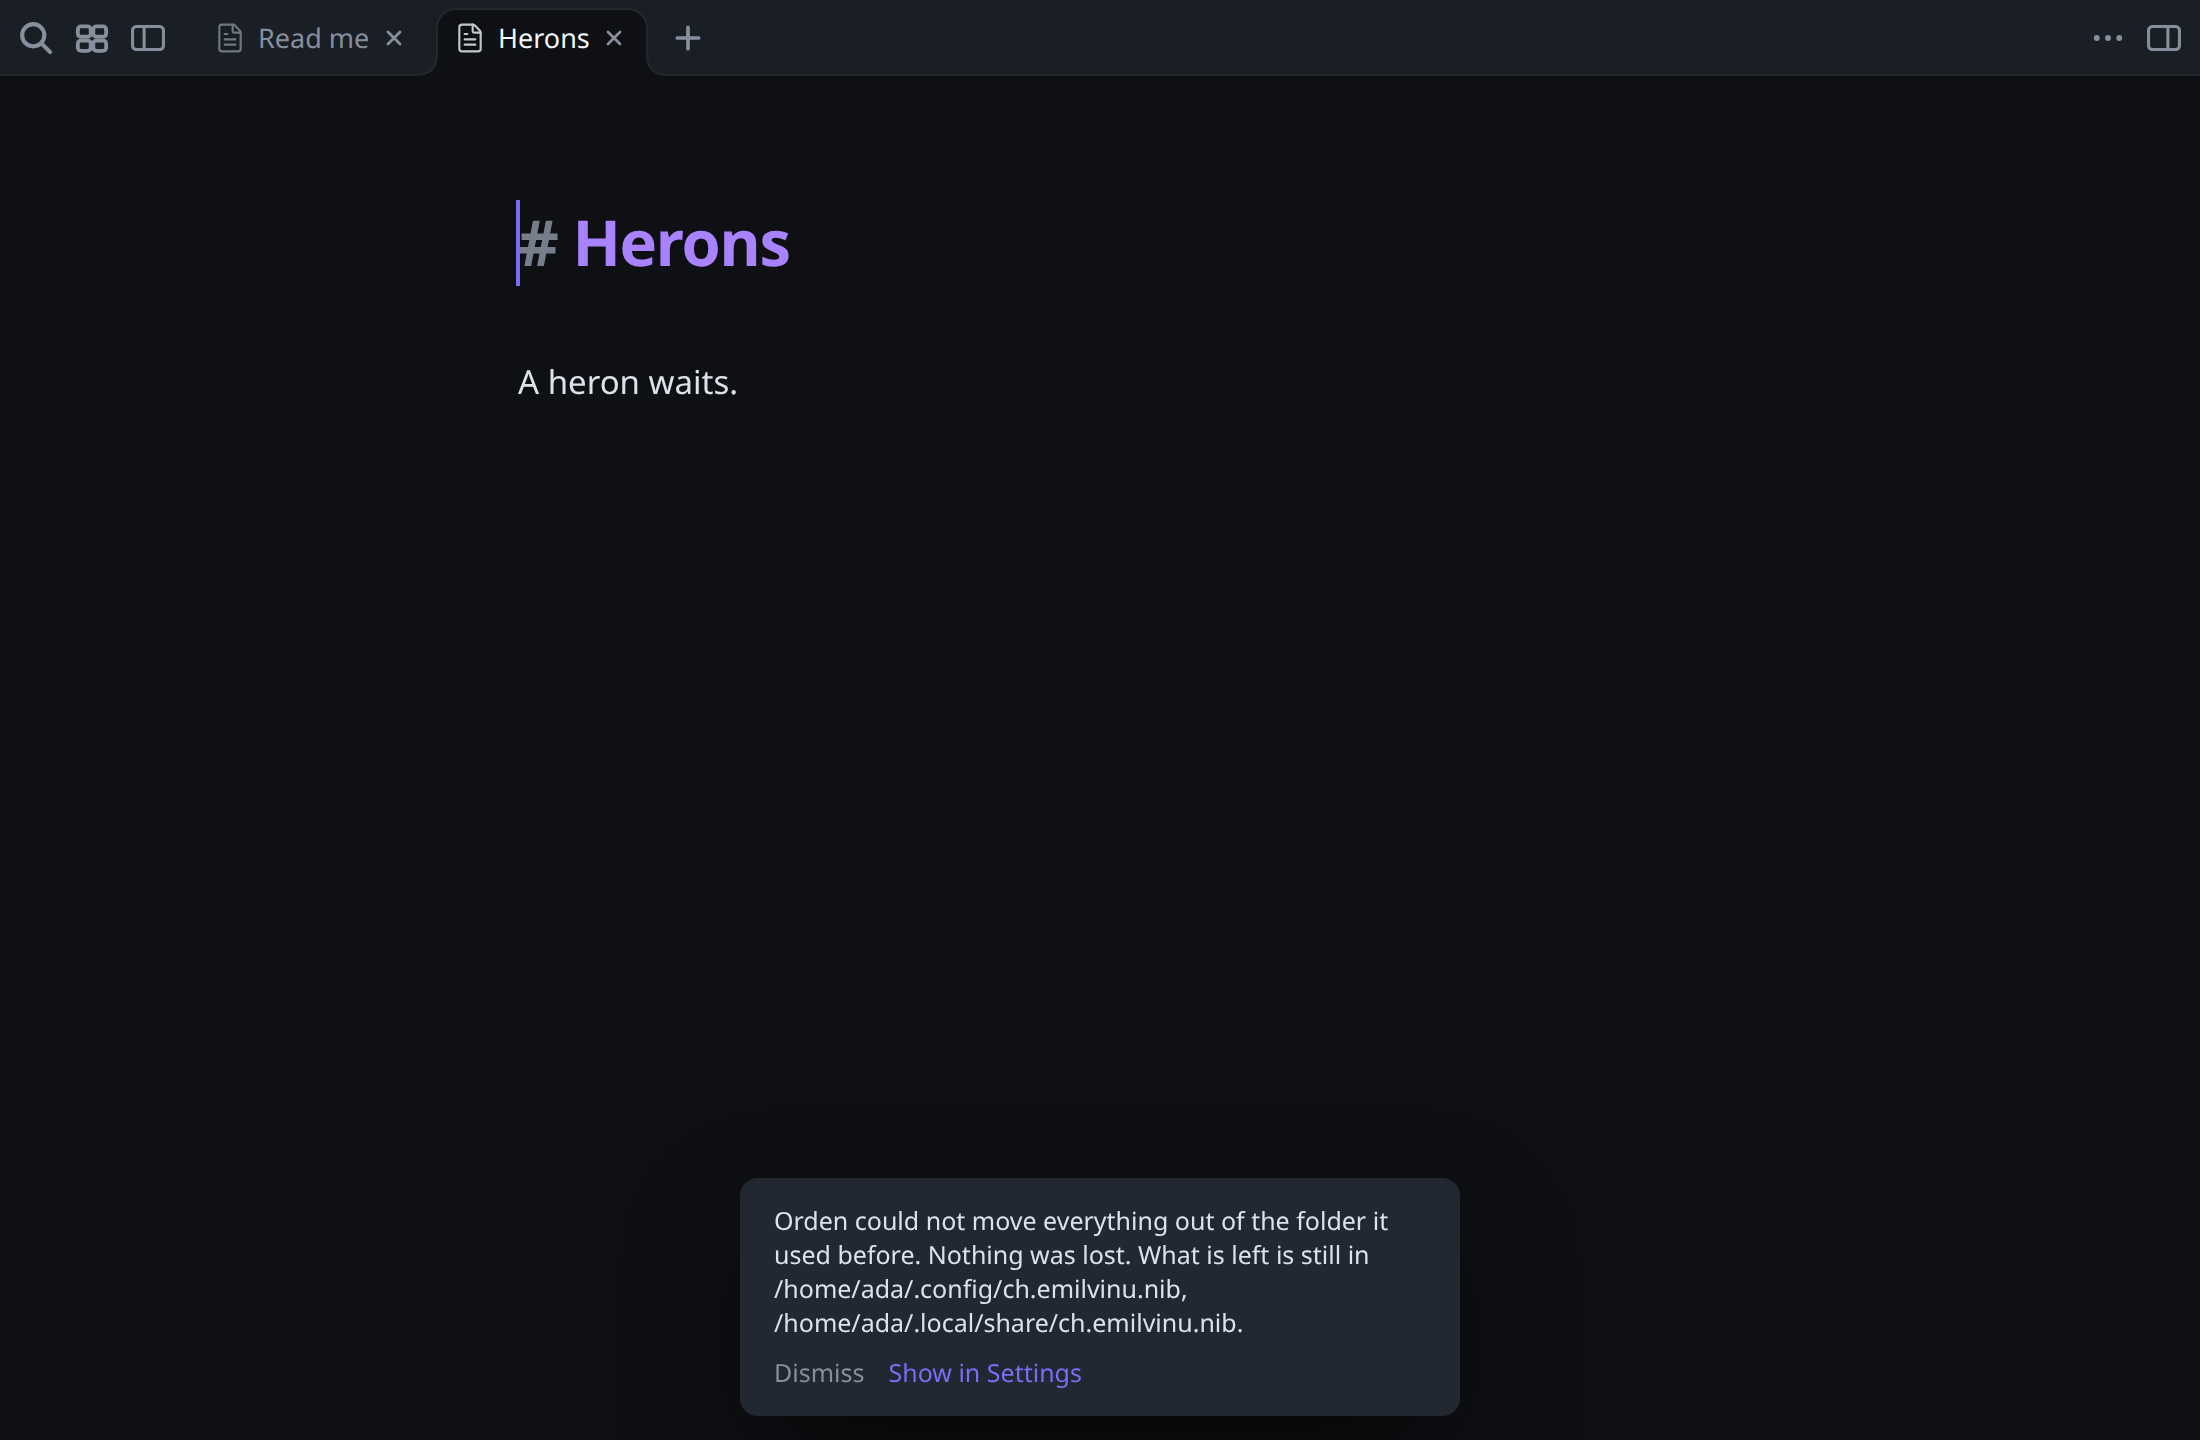 Read me
Herons
# Herons
A heron waits.
Orden could not move everything out of the folder it
used before. Nothing was lost. What is left is still in
/home/ada/.config/ch.emilvinu.nib,
/home/ada/.local/share/ch.emilvinu.nib.
Dismiss Show in Settings